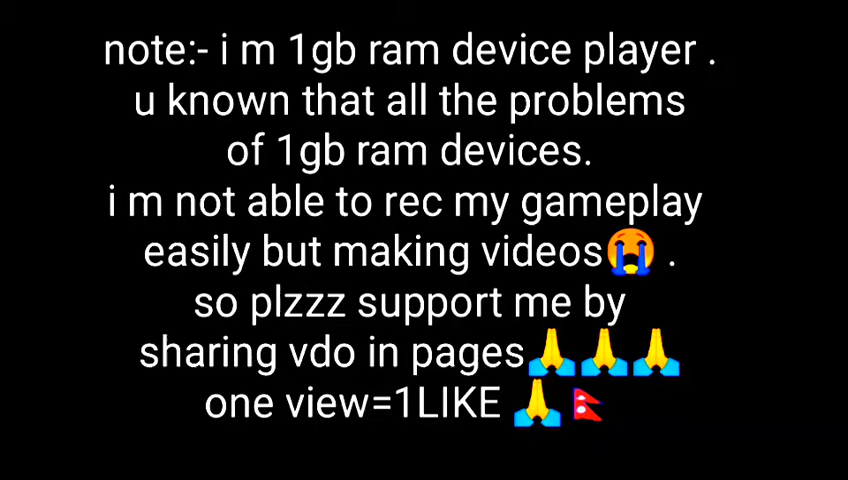 note:- i m 1gb ram device player .
u known that all the problems
of 1gb ram devices.
i m not able to rec my gameplay
easily but making videos😭 .
so plzzz support me by
sharing vdo in pages🙏🙏🙏
one view=1LIKE 🙏🇳🇵